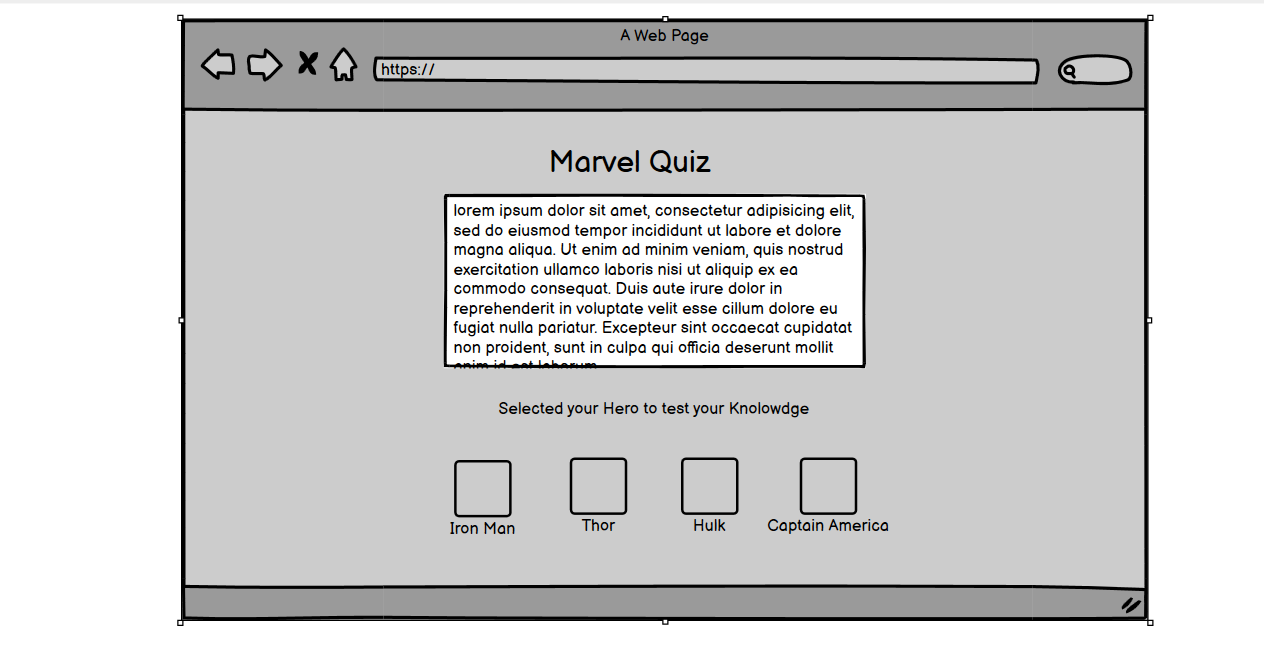 A Web Page
https://
Marvel Quiz
lorem ipsum dolor sit amet, consectetur adipisicing elit,
sed do eiusmod tempor incididunt ut labore et dolore
magna aliqua. Ut enim ad minim veniam, quis nostrud
exercitation ullamco laboris nisi ut aliquip ex ea
commodo consequat. Duis aute irure dolor in
reprehenderit in voluptate velit esse cillum dolore eu
fugiat nulla pariatur. Excepteur sint occaecat cupidatat
non proident, sunt in culpa qui officia deserunt mollit
anim id est laborum.
Selected your Hero to test your Knolowdge
Iron Man
Thor
Hulk
Captain America